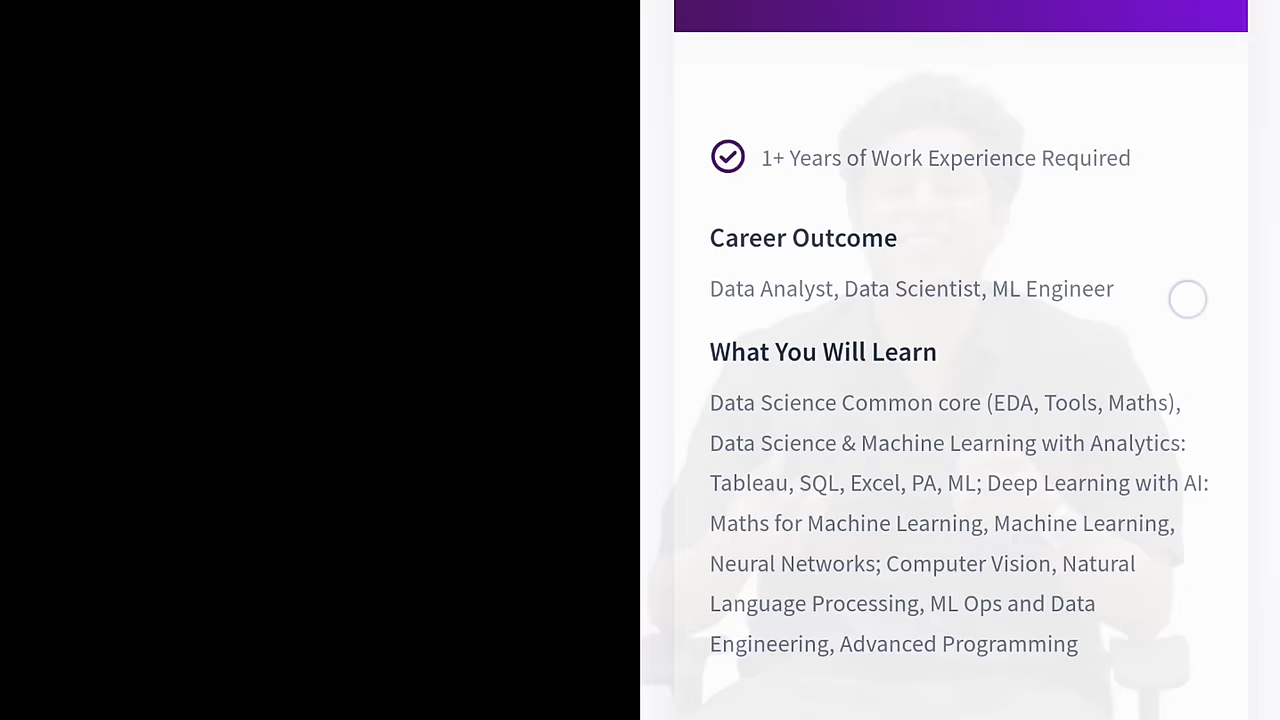 1+ Years of Work Experience Required
Career Outcome
Data Analyst, Data Scientist, ML Engineer
What You Will Learn
Data Science Common core (EDA, Tools, Maths),
Data Science & Machine Learning with Analytics:
Tableau, SQL, Excel, PA, ML; Deep Learning with AI:
Maths for Machine Learning, Machine Learning,
Neural Networks; Computer Vision, Natural
Language Processing, ML Ops and Data
Engineering, Advanced Programming